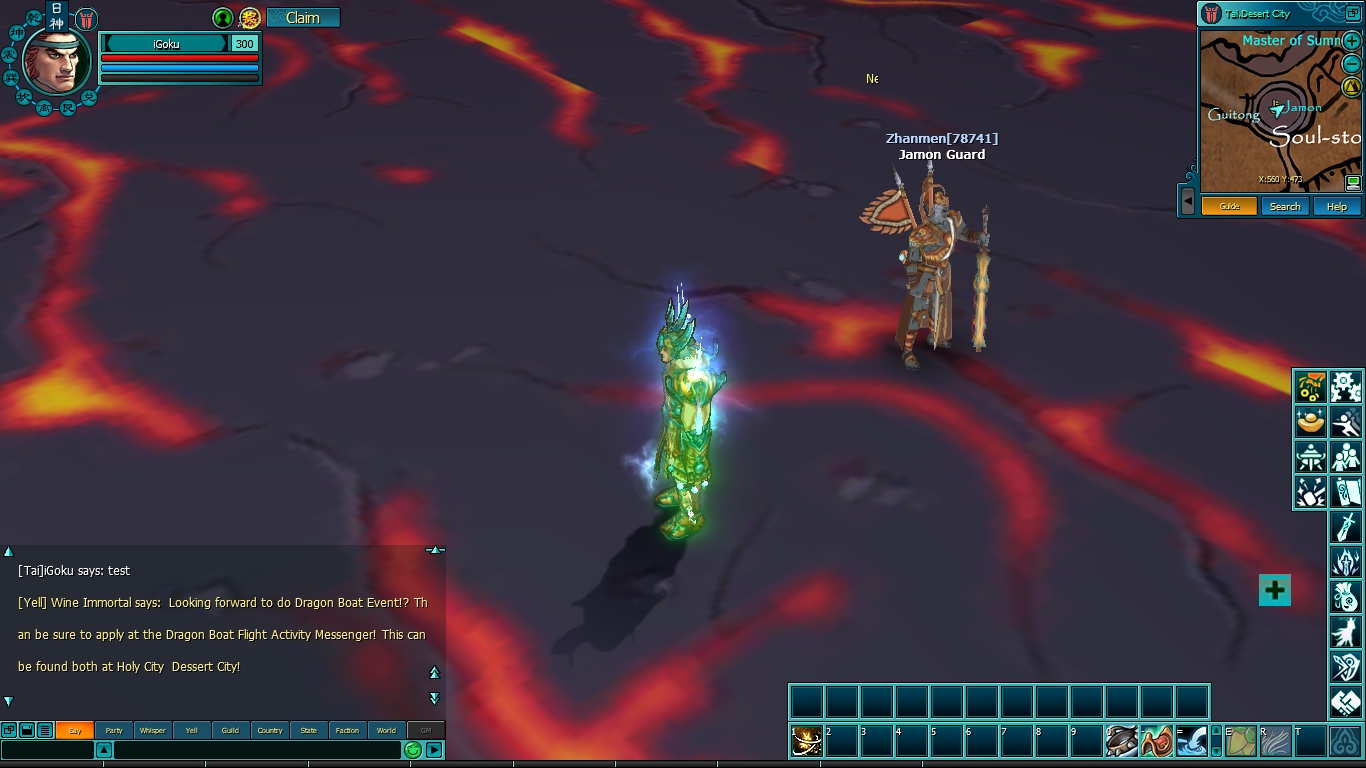 日
神
iGoku
300
Claim
Ne
Zhanmen[78741]
Jamon Guard
Tai.Desert City
Master of Summ
Jamon
Guitong
Soul-sto
X:560 Y:473
Guide
Search
Help
[Tai]iGoku says: test
[Yell] Wine Immortal says:  Looking forward to do Dragon Boat Event!? Th
an be sure to apply at the Dragon Boat Flight Activity Messenger! This can
be found both at Holy City  Dessert City!
Say Party Whisper Yell Guild Country State Faction World GM
1 2 3 4 5 6 7 8 9 0 - = E R T